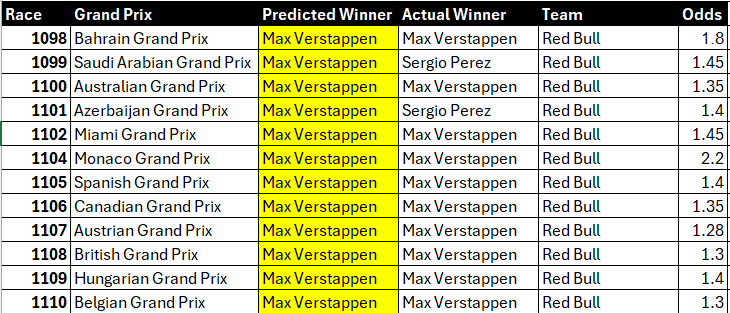 Race Grand Prix Predicted Winner Actual Winner Team Odds
1098 Bahrain Grand Prix Max Verstappen Max Verstappen Red Bull 1.8
1099 Saudi Arabian Grand Prix Max Verstappen Sergio Perez Red Bull 1.45
1100 Australian Grand Prix Max Verstappen Max Verstappen Red Bull 1.35
1101 Azerbaijan Grand Prix Max Verstappen Sergio Perez Red Bull 1.4
1102 Miami Grand Prix Max Verstappen Max Verstappen Red Bull 1.45
1104 Monaco Grand Prix Max Verstappen Max Verstappen Red Bull 2.2
1105 Spanish Grand Prix Max Verstappen Max Verstappen Red Bull 1.4
1106 Canadian Grand Prix Max Verstappen Max Verstappen Red Bull 1.35
1107 Austrian Grand Prix Max Verstappen Max Verstappen Red Bull 1.28
1108 British Grand Prix Max Verstappen Max Verstappen Red Bull 1.3
1109 Hungarian Grand Prix Max Verstappen Max Verstappen Red Bull 1.4
1110 Belgian Grand Prix Max Verstappen Max Verstappen Red Bull 1.3